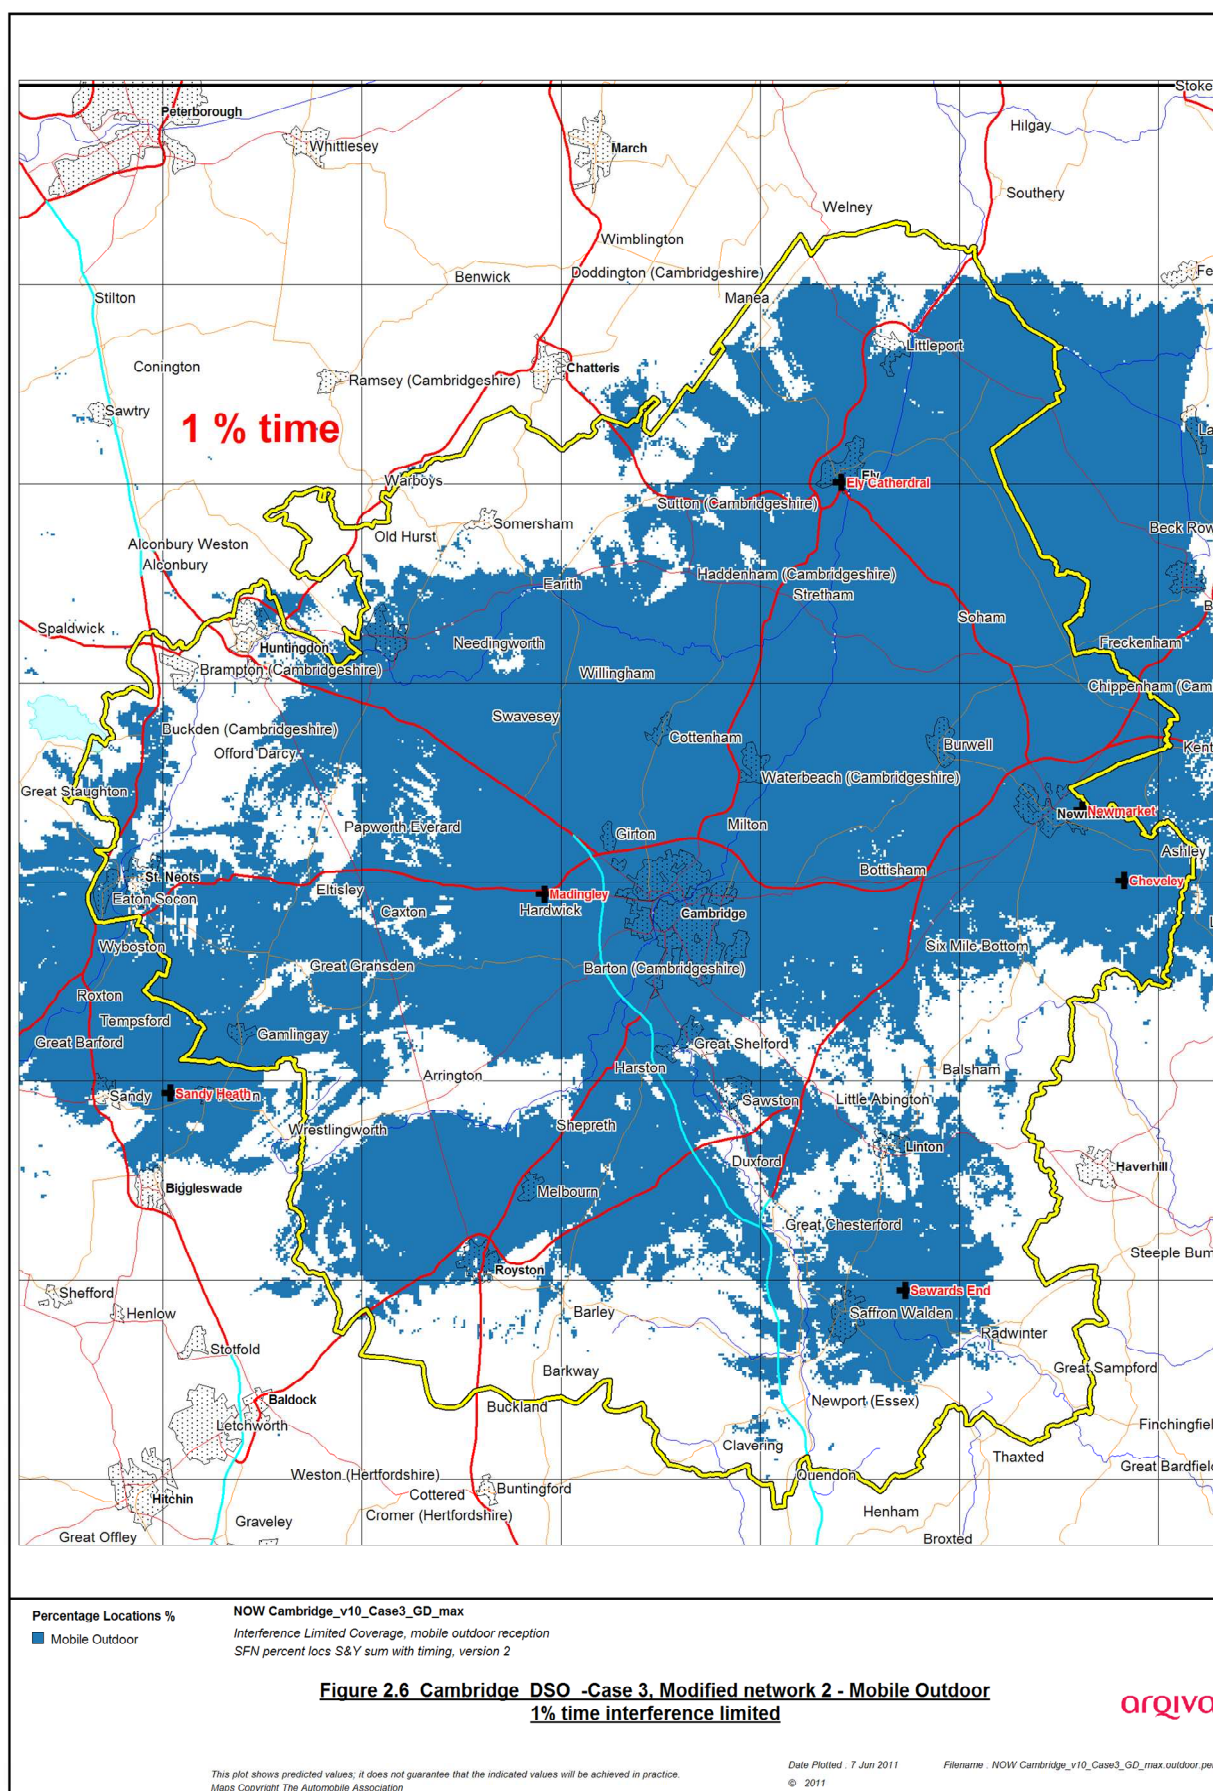 Stoke
Peterborough
Hilgay
Whittlesey
March
Southery
Welney
Wimblington
Doddington (Cambridgeshire)
Benwick
Fe
Manea
Stilton
Littleport
Conington
Chatteris
Ramsey (Cambridgeshire)
Sawtry
1 % time
La
Warboys
Ely
Ely Catherdral
Sutton (Cambridgeshire)
Somersham
Beck Row
Old Hurst
Alconbury Weston
Alconbury
Haddenham (Cambridgeshire)
Earith
Stretham
B
Soham
Spaldwick
Needingworth
Freckenham
Huntingdon
Brampton (Cambridgeshire)
Willingham
Chippenham (Cam
Swavesey
Buckden (Cambridgeshire)
Cottenham
Burwell
Kent
Offord Darcy
Waterbeach (Cambridgeshire)
Great Staughton
Newmarket
Papworth Everard
Milton
Girton
Ashley
Bottisham
St. Neots
Cheveley
Eltisley
Madingley
Eaton Socon
Caxton
Hardwick
Cambridge
Wyboston
Six Mile Bottom
Great Gransden
Barton (Cambridgeshire)
Roxton
Tempsford
Gamlingay
Great Barford
Great Shelford
Harston
Balsham
Arrington
Sandy
Sandy Heath
Sawston
Little Abington
Wrestlingworth
Shepreth
Linton
Duxford
Haverhill
Biggleswade
Melbourn
Great Chesterford
Steeple Bum
Royston
Shefford
Sewards End
Henlow
Barley
Saffron Walden
Radwinter
Stotfold
Great Sampford
Barkway
Baldock
Newport (Essex)
Buckland
Letchworth
Finchingfiel
Clavering
Thaxted
Great Bardfiel
Weston (Hertfordshire)
Quendon
Buntingford
Hitchin
Cottered
Cromer (Hertfordshire)
Henham
Graveley
Great Offley
Broxted
Percentage Locations %
Mobile Outdoor
NOW Cambridge_v10_Case3_GD_max
Interference Limited Coverage, mobile outdoor reception
SFN percent locs S&Y sum with timing, version 2
Figure 2.6 Cambridge DSO -Case 3, Modified network 2 - Mobile Outdoor
1% time interference limited
arqiva
Date Plotted : 7 Jun 2011
Filename : NOW Cambridge_v10_Case3_GD_max.outdoor.pe
This plot shows predicted values; it does not guarantee that the indicated values will be achieved in practice.
Maps Copyright The Automobile Association
© 2011